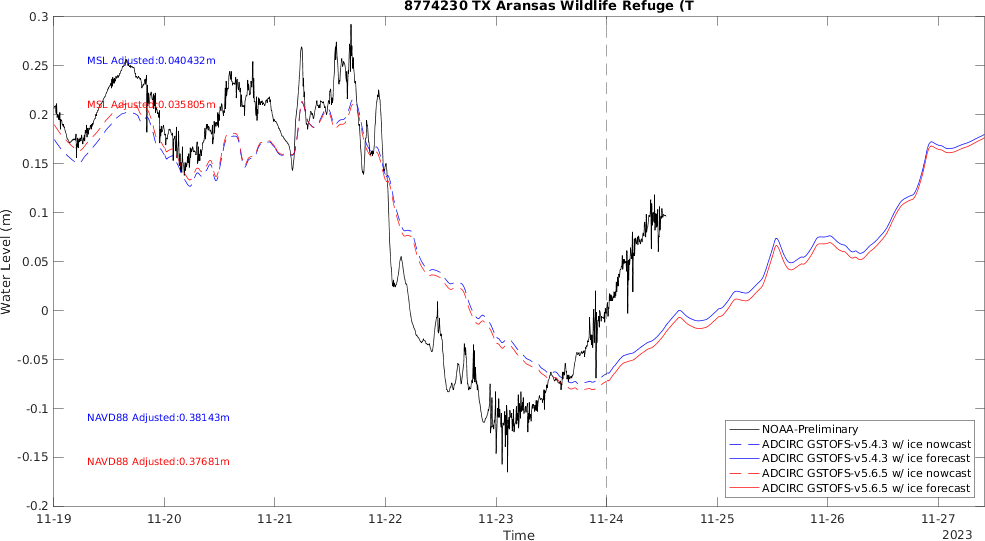 8774230 TX Aransas Wildlife Refuge (T
Water Level (m)
0.3
0.25
0.2
0.15
0.1
0.05
0
-0.05
-0.1
-0.15
-0.2
MSL Adjusted:0.040432m
MSL Adjusted:0.035805m
NAVD88 Adjusted:0.38143m
NAVD88 Adjusted:0.37681m
NOAA-Preliminary
ADCIRC GSTOFS-v5.4.3 w/ ice nowcast
ADCIRC GSTOFS-v5.4.3 w/ ice forecast
ADCIRC GSTOFS-v5.6.5 w/ ice nowcast
ADCIRC GSTOFS-v5.6.5 w/ ice forecast
11-19 11-20 11-21 11-22 11-23 11-24 11-25 11-26 11-27
Time
2023